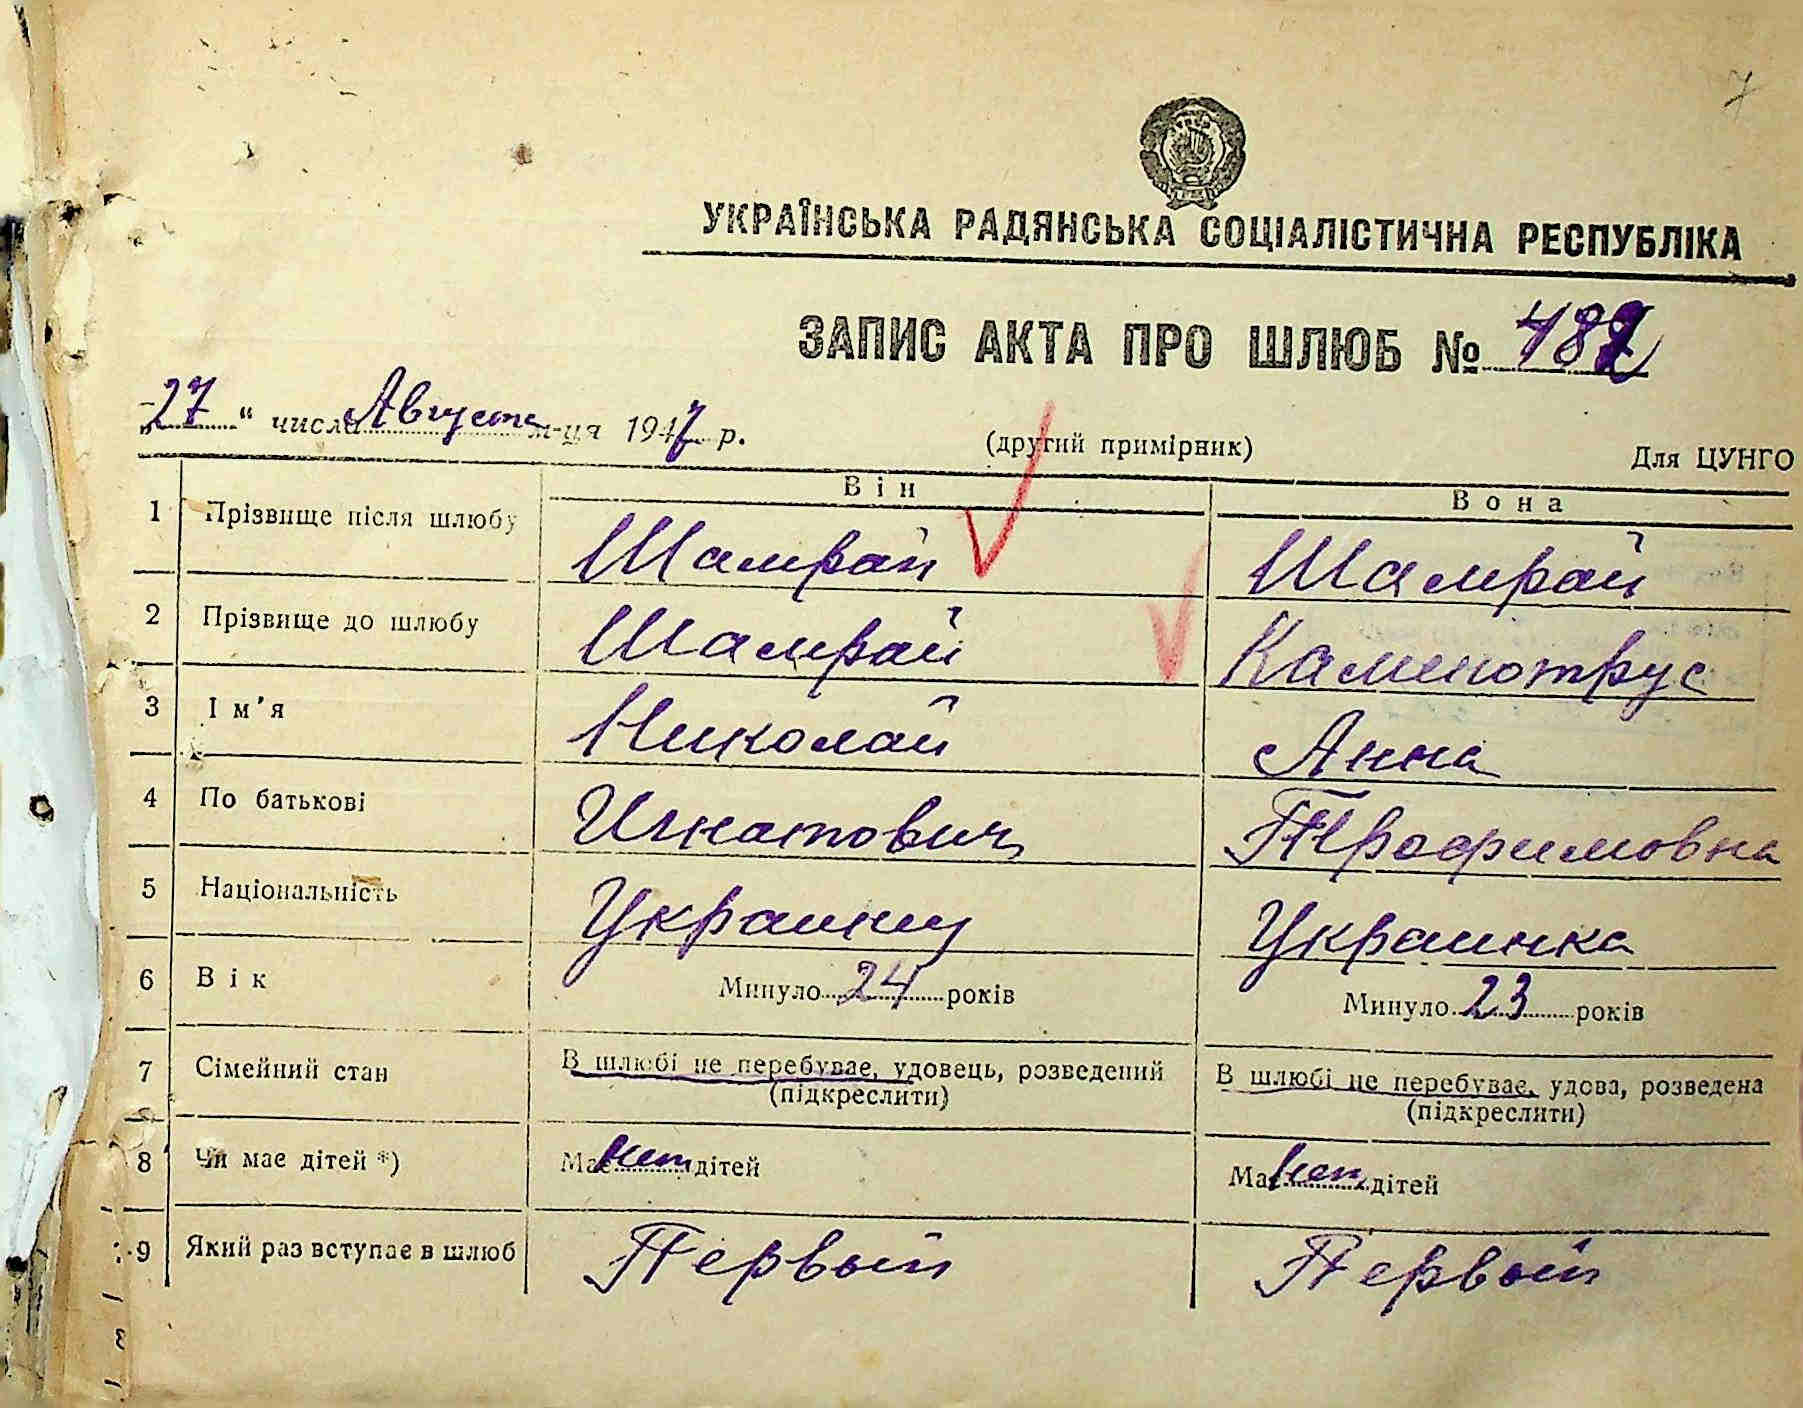 7
УКРАЇНСЬКА РАДЯНСЬКА СОЦІАЛІСТИЧНА РЕСПУБЛІКА
ЗАПИС АКТА ПРО ШЛЮБ №
„27“ числа Августа м-ця 1947 р. (другий примірник) Для ЦУНГО
Він Вона
1 Прізвище після шлюбу Шамрай Шамрай
2 Прізвище до шлюбу Шамрай Каменотрус
3 Ім'я Николай Анна
4 По батькові Игнатович Трофимовна
5 Національність Украинец Украинка
6 Вік Минуло 24 років Минуло 23 років
7 Сімейний стан В шлюбі не перебуває, удовець, розведений В шлюбі не перебуває, удова, розведена
(підкреслити) (підкреслити)
8 Чи має дітей *) Має нет дітей Має нет дітей
9 Який раз вступає в шлюб Первый Первый